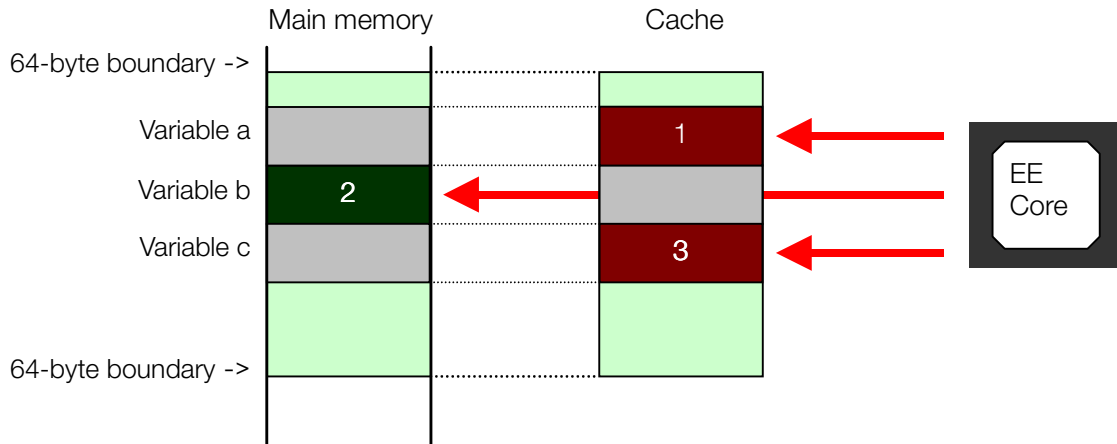 Main memory
Cache
64-byte boundary ->
Variable a
1
Variable b
2
Variable c
3
EE
Core
64-byte boundary ->